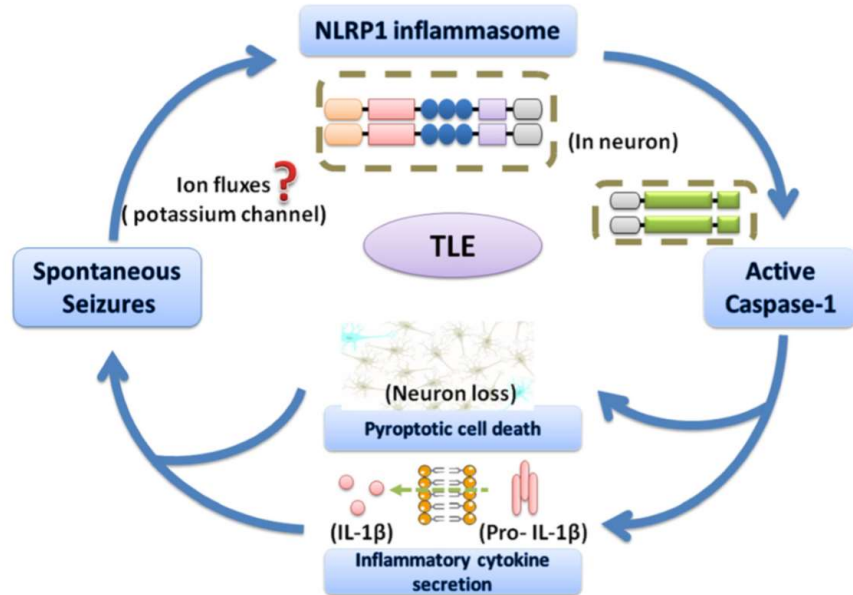 NLRP1 inflammasome
(In neuron)
Ion fluxes ?
( potassium channel)
TLE
Spontaneous
Seizures
Active
Caspase-1
(Neuron loss)
Pyroptotic cell death
(IL-1β)
(Pro- IL-1β)
Inflammatory cytokine
secretion